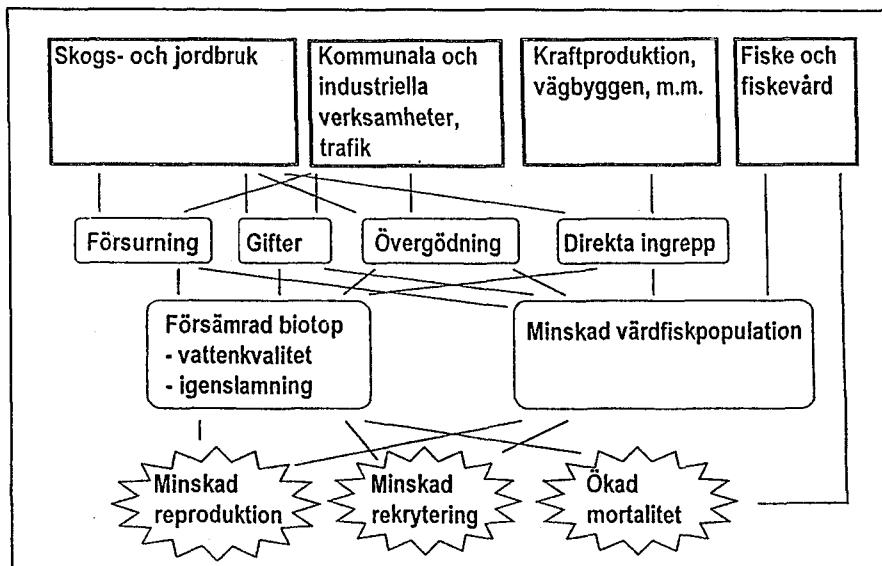 Skogs- och jordbruk
Kommunala och
industriella
verksamheter,
trafik
Kraftproduktion,
vägbyggen, m.m.
Fiske och
fiskevård
Försurning
Gifter
Övergödning
Direkta ingrepp
Försämrad biotop
- vattenkvalitet
- igenslamning
Minskad värdfiskpopulation
Minskad
reproduktion
Minskad
rekrytering
Ökad
mortalitet